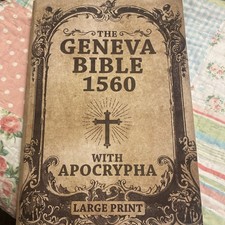 THE
GENEVA
BIBLE
1560
WITH
APOCRYPHA
LARGE PRINT